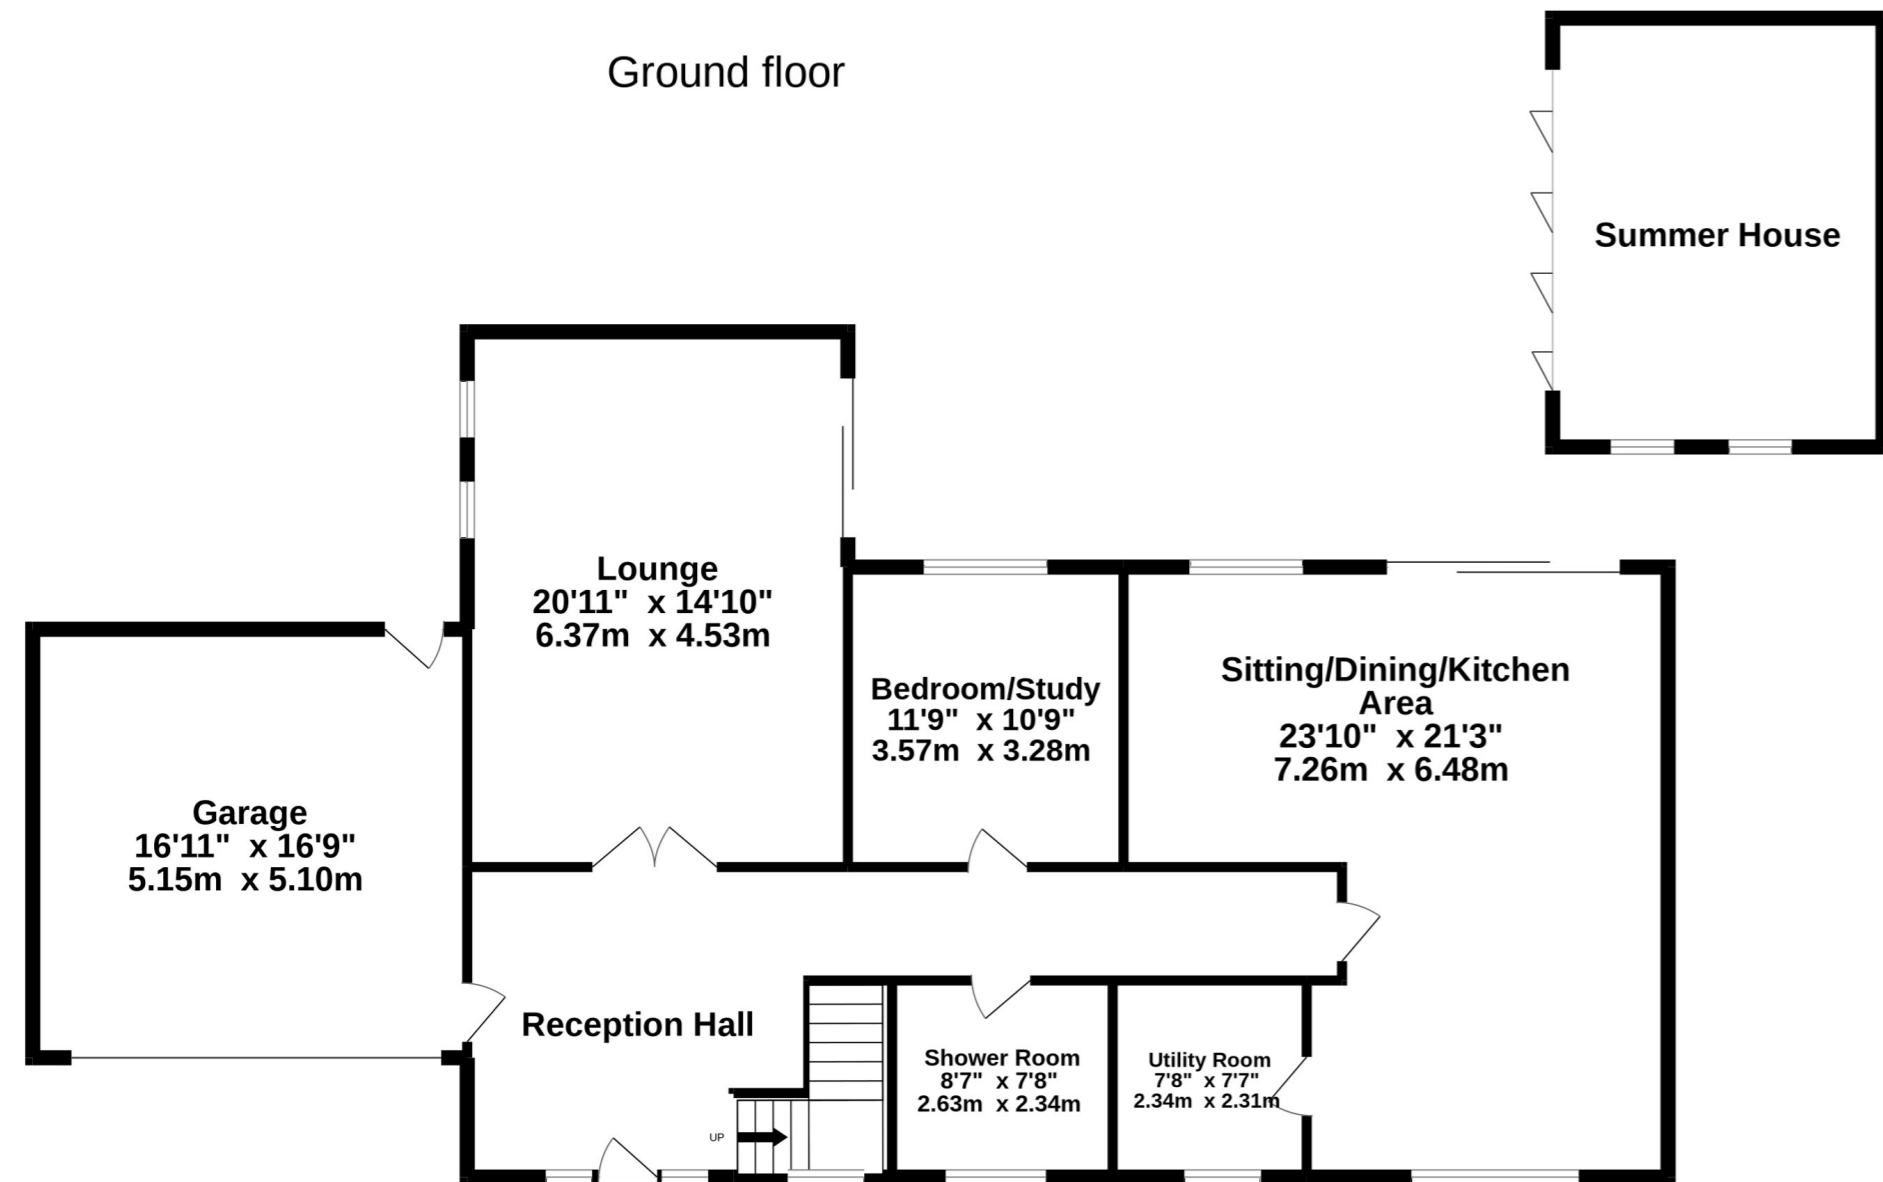 Ground floor
Summer House
Lounge
20'11" x 14'10"
6.37m x 4.53m
Bedroom/Study
11'9" x 10'9"
3.57m x 3.28m
Sitting/Dining/Kitchen
Area
23'10" x 21'3"
7.26m x 6.48m
Garage
16'11" x 16'9"
5.15m x 5.10m
Reception Hall
Shower Room
8'7" x 7'8"
2.63m x 2.34m
Utility Room
7'8" x 7'7"
2.34m x 2.31m
UP